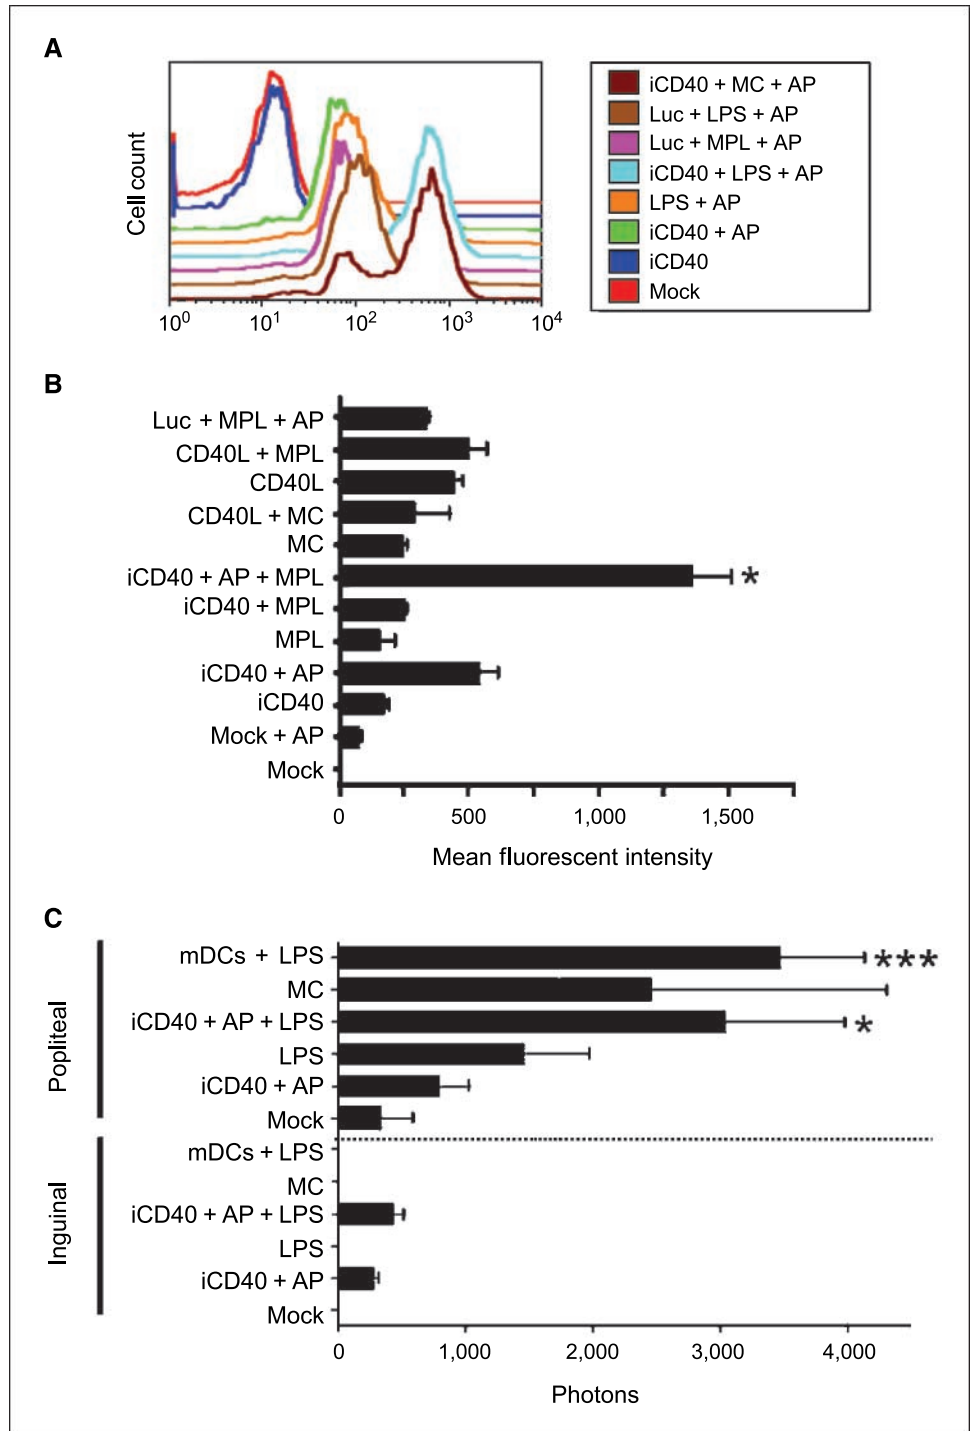 A
Cell count
10^0 10^1 10^2 10^3 10^4
iCD40 + MC + AP
Luc + LPS + AP
Luc + MPL + AP
iCD40 + LPS + AP
LPS + AP
iCD40 + AP
iCD40
Mock
B
Luc + MPL + AP
CD40L + MPL
CD40L
CD40L + MC
MC
iCD40 + AP + MPL *
iCD40 + MPL
MPL
iCD40 + AP
iCD40
Mock + AP
Mock
0 500 1,000 1,500
Mean fluorescent intensity
C
Popliteal
mDCs + LPS ***
MC
iCD40 + AP + LPS *
LPS
iCD40 + AP
Mock
Inguinal
mDCs + LPS
MC
iCD40 + AP + LPS
LPS
iCD40 + AP
Mock
0 1,000 2,000 3,000 4,000
Photons